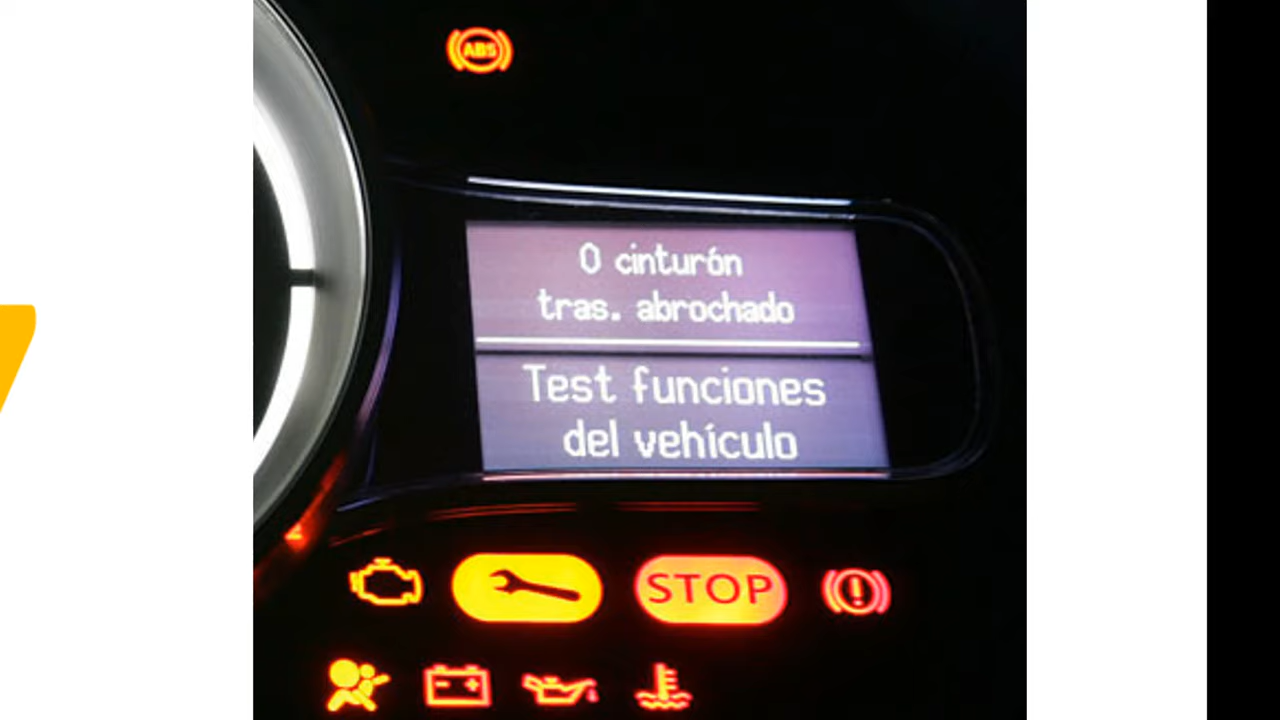 ABS
0 cinturón
tras. abrochado
Test funciones
del vehículo
STOP